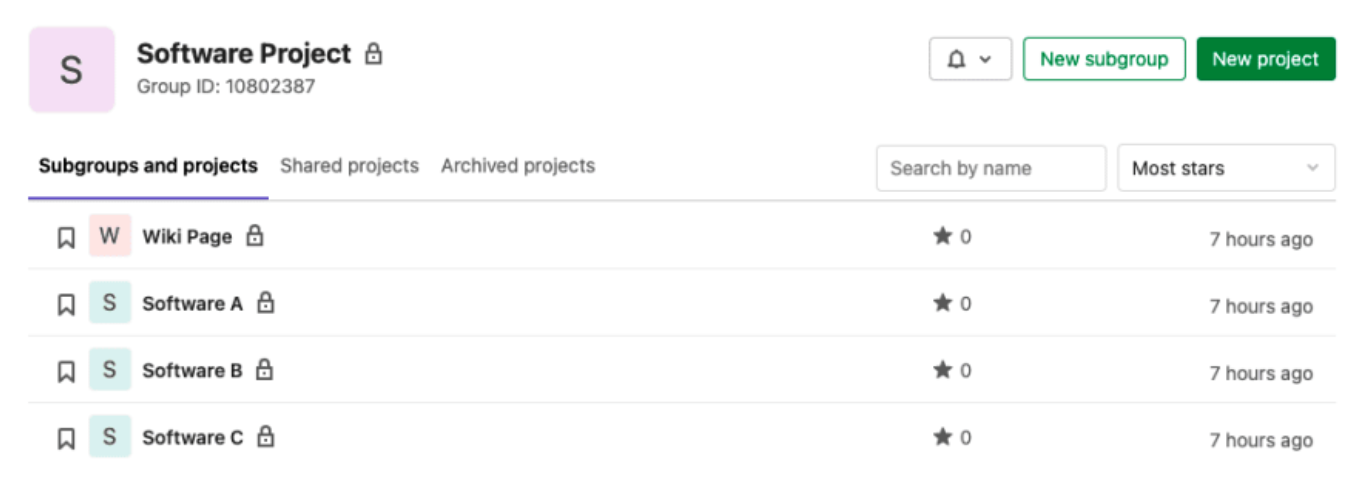 S
Software Project
Group ID: 10802387
New subgroup
New project
Subgroups and projects Shared projects Archived projects
Search by name
Most stars
W Wiki Page 0 7 hours ago
S Software A 0 7 hours ago
S Software B 0 7 hours ago
S Software C 0 7 hours ago